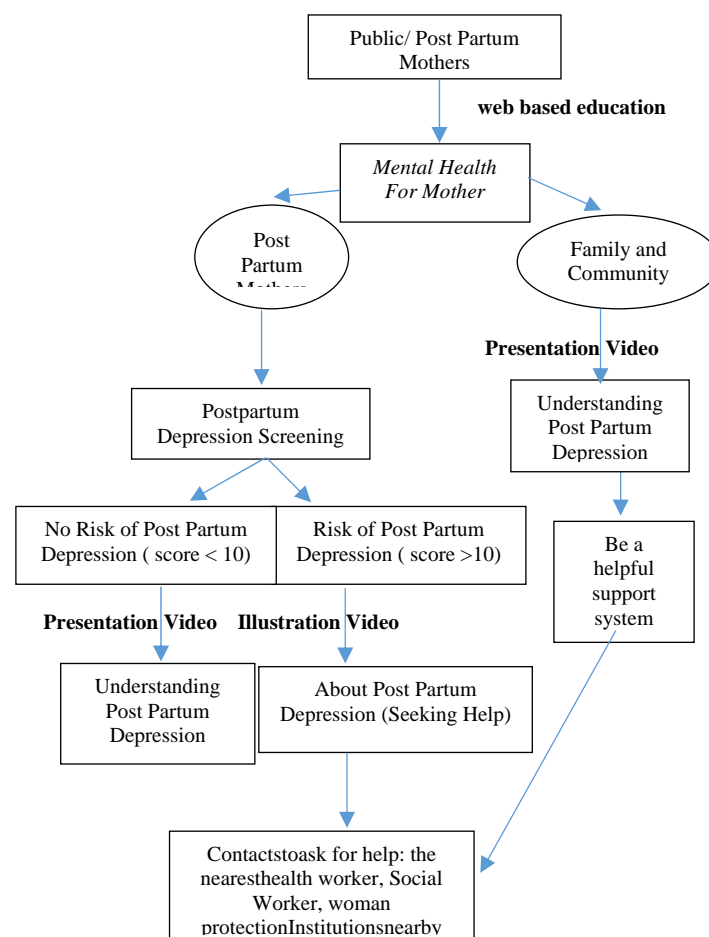 Public/ Post Partum
Mothers
web based education
Mental Health
For Mother
Post
Partum
Mothers
Family and
Community
Presentation Video
Postpartum
Depression Screening
Understanding
Post Partum
Depression
No Risk of Post Partum
Depression ( score < 10)
Risk of Post Partum
Depression ( score >10)
Be a
helpful
support
system
Presentation Video
Illustration Video
Understanding
Post Partum
Depression
About Post Partum
Depression (Seeking Help)
Contactstoask for help: the
nearesthealth worker, Social
Worker, woman
protectionInstitutionsnearby